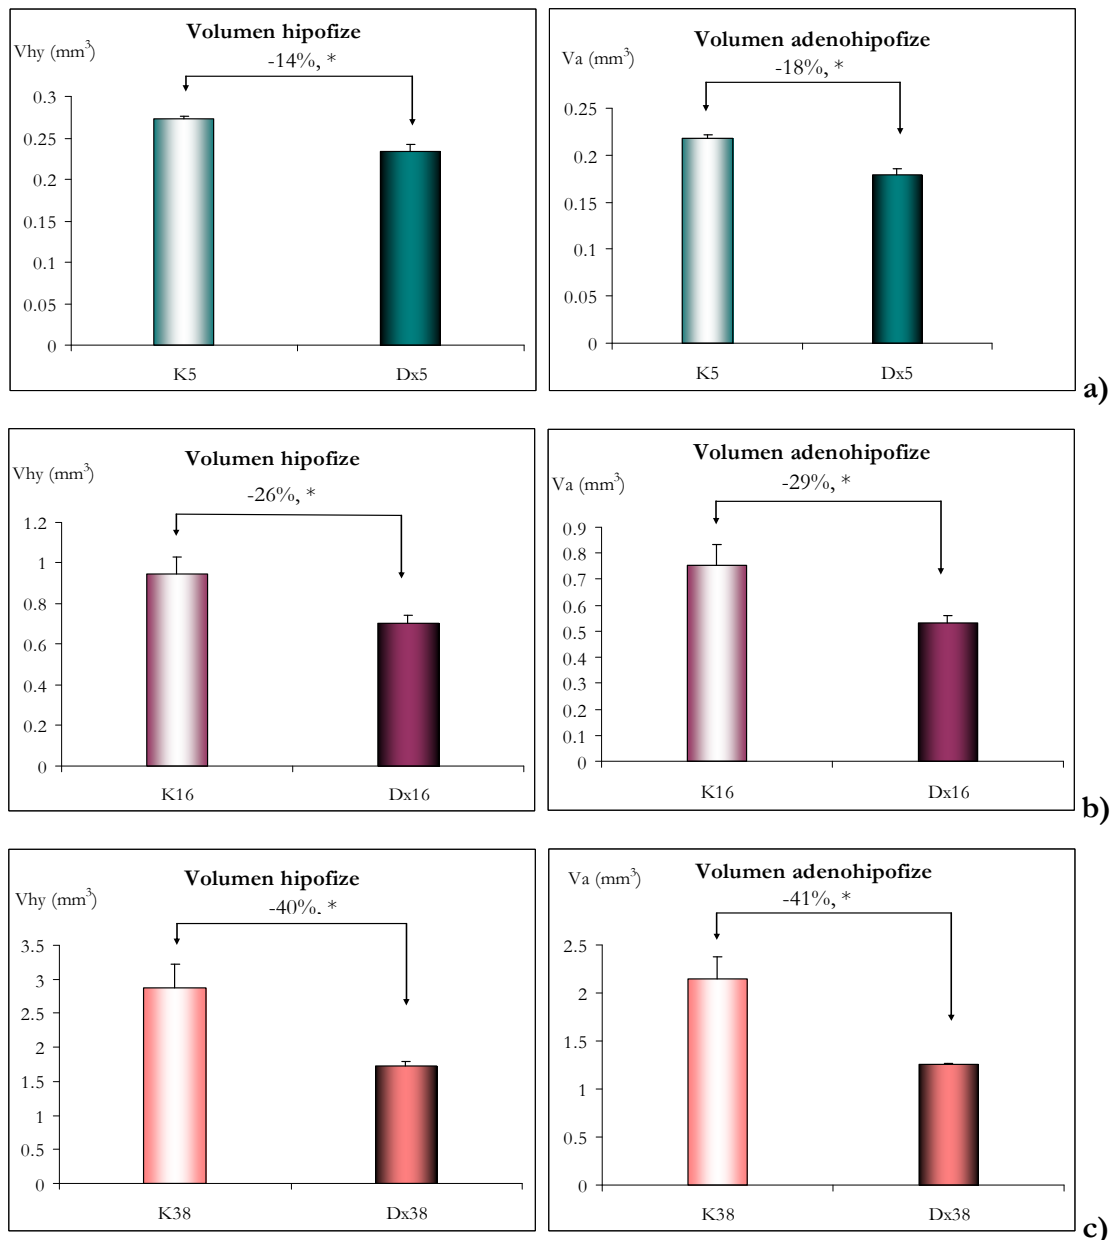 Volumen hipofize
Vhy (mm³)
-14%, *
0.3
0.25
0.2
0.15
0.1
0.05
0
K5
Dx5
Volumen adenohipofize
Va (mm³)
-18%, *
0.25
0.2
0.15
0.1
0.05
0
K5
Dx5
a)
Volumen hipofize
Vhy (mm³)
-26%, *
1.2
1
0.8
0.6
0.4
0.2
0
K16
Dx16
Volumen adenohipofize
Va (mm³)
-29%, *
0.9
0.8
0.7
0.6
0.5
0.4
0.3
0.2
0.1
0
K16
Dx16
b)
Volumen hipofize
Vhy (mm³)
-40%, *
3.5
3
2.5
2
1.5
1
0.5
0
K38
Dx38
Volumen adenohipofize
Va (mm³)
-41%, *
2.5
2
1.5
1
0.5
0
K38
Dx38
c)